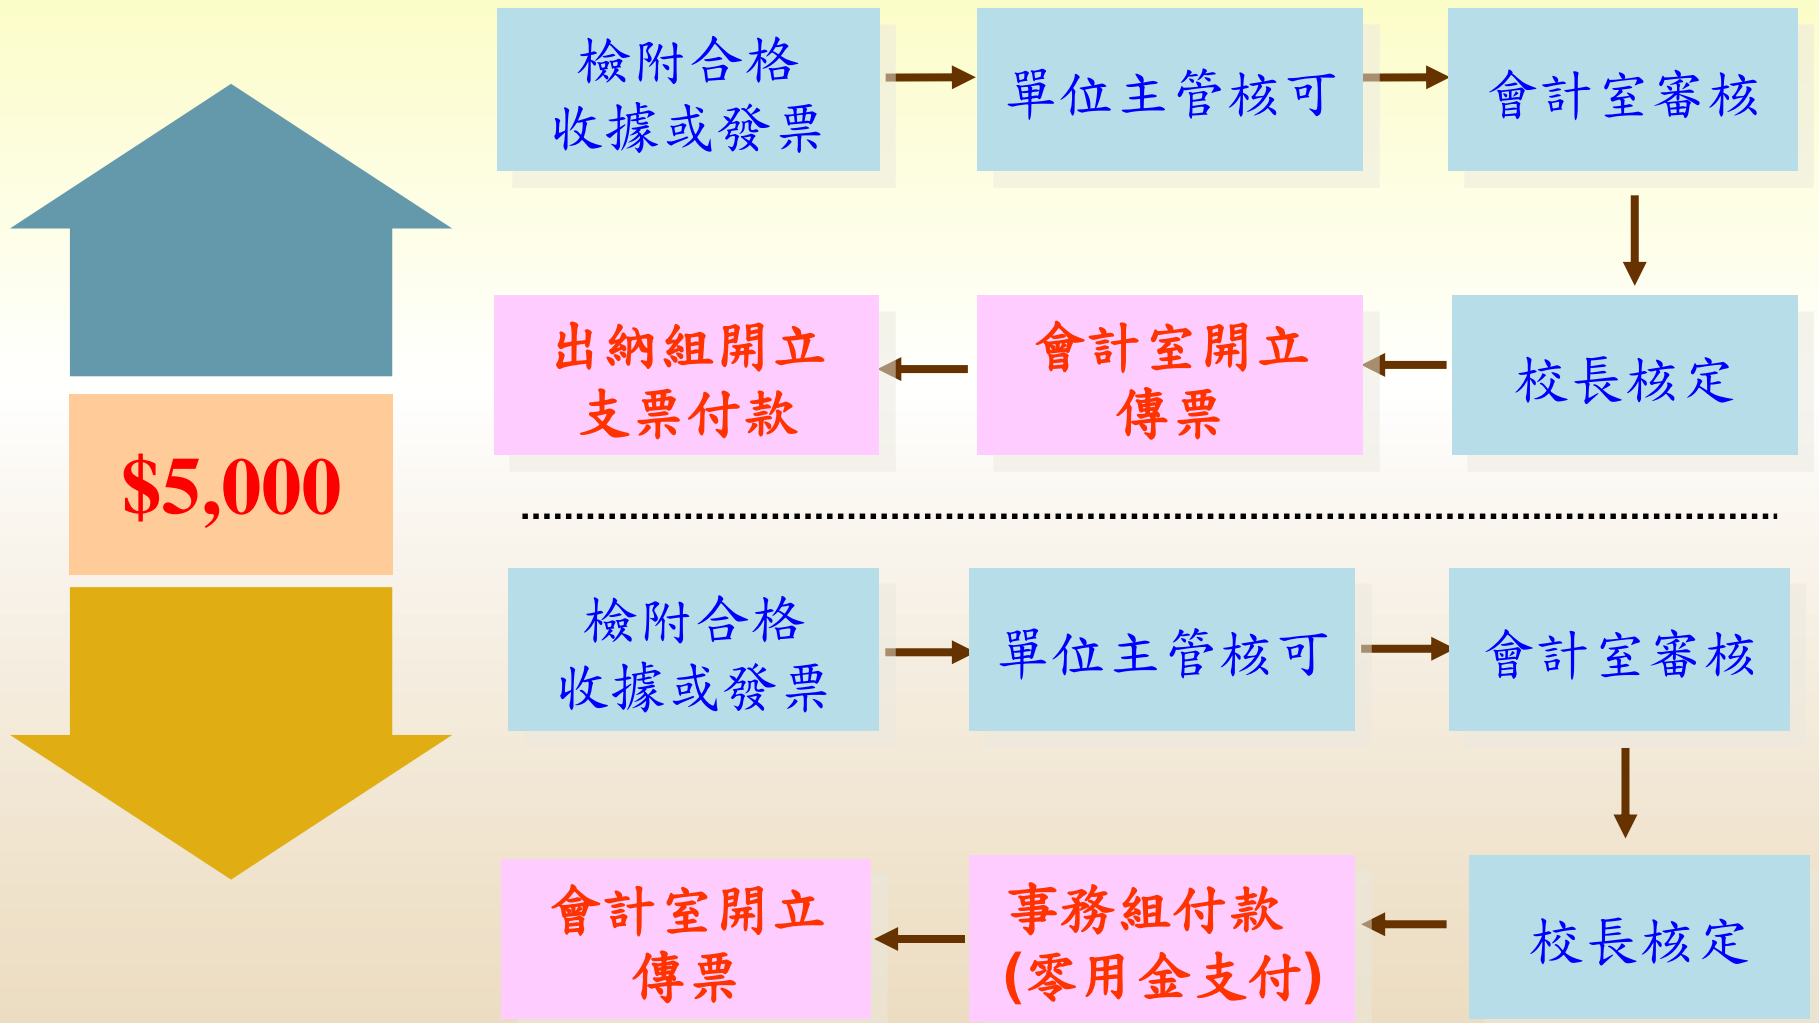 檢附合格
收據或發票
單位主管核可
會計室審核
校長核定
會計室開立
傳票
出納組開立
支票付款
$5,000
檢附合格
收據或發票
單位主管核可
會計室審核
校長核定
事務組付款
(零用金支付)
會計室開立
傳票